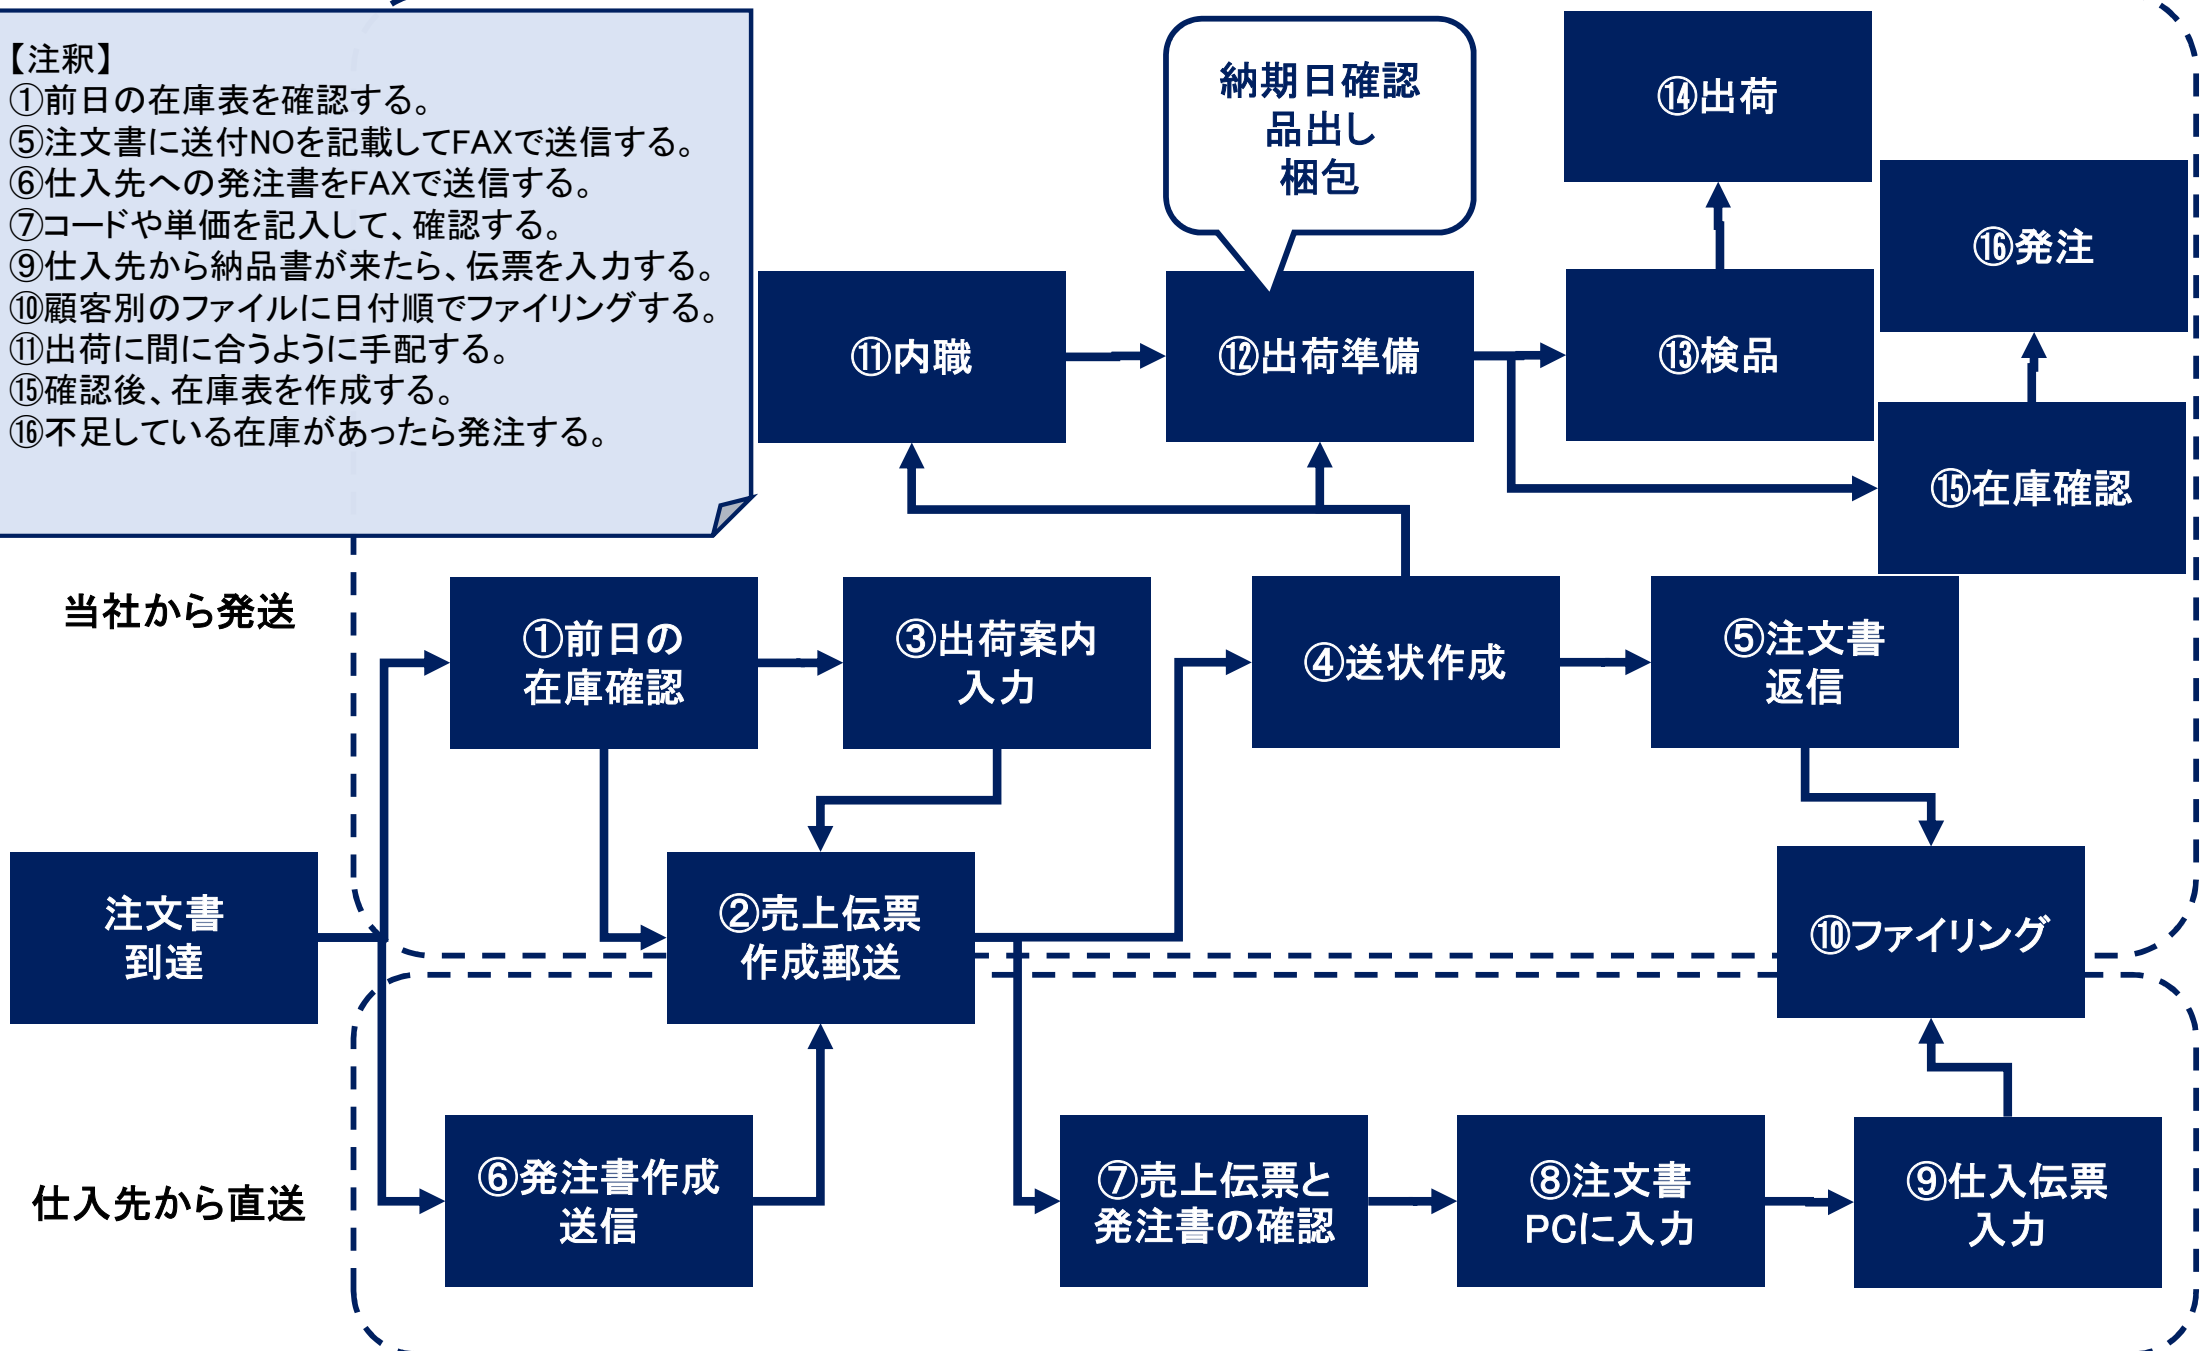 【注釈】
①前日の在庫表を確認する。
⑤注文書に送付NOを記載してFAXで送信する。
⑥仕入先への発注書をFAXで送信する。
⑦コードや単価を記入して、確認する。
⑨仕入先から納品書が来たら、伝票を入力する。
⑩顧客別のファイルに日付順でファイリングする。
⑪出荷に間に合うように手配する。
⑮確認後、在庫表を作成する。
⑯不足している在庫があったら発注する。
納期日確認
品出し
梱包
⑭出荷
⑯発注
⑪内職
⑫出荷準備
⑬検品
⑮在庫確認
当社から発送
①前日の
在庫確認
③出荷案内
入力
④送状作成
⑤注文書
返信
注文書
到達
②売上伝票
作成郵送
⑩ファイリング
仕入先から直送
⑥発注書作成
送信
⑦売上伝票と
発注書の確認
⑧注文書
PCに入力
⑨仕入伝票
入力